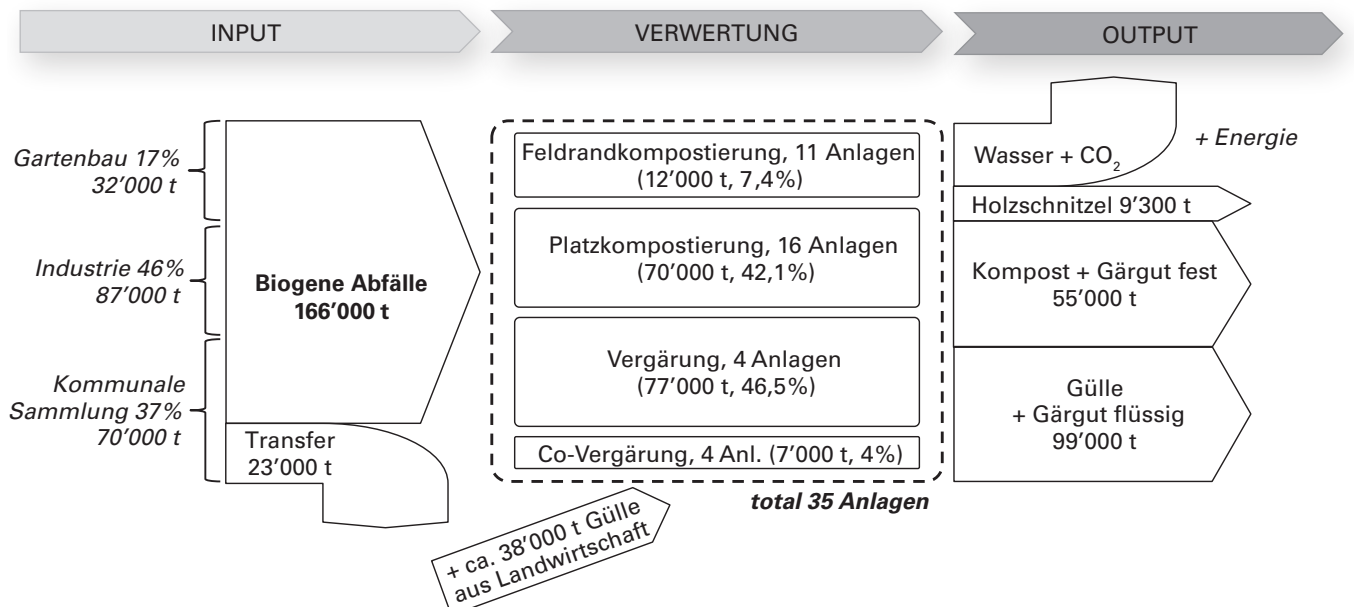 INPUT
VERWERTUNG
OUTPUT
Gartenbau 17%
32’000 t
Industrie 46%
87’000 t
Kommunale
Sammlung 37%
70’000 t
Biogene Abfälle
166’000 t
Transfer
23’000 t
Feldrandkompostierung, 11 Anlagen
(12’000 t, 7,4%)
Platzkompostierung, 16 Anlagen
(70’000 t, 42,1%)
Vergärung, 4 Anlagen
(77’000 t, 46,5%)
Co-Vergärung, 4 Anl. (7’000 t, 4%)
total 35 Anlagen
+ ca. 38’000 t Gülle
aus Landwirtschaft
Wasser + CO₂
+ Energie
Holzschnitzel 9’300 t
Kompost + Gärgut fest
55’000 t
Gülle
+ Gärgut flüssig
99’000 t